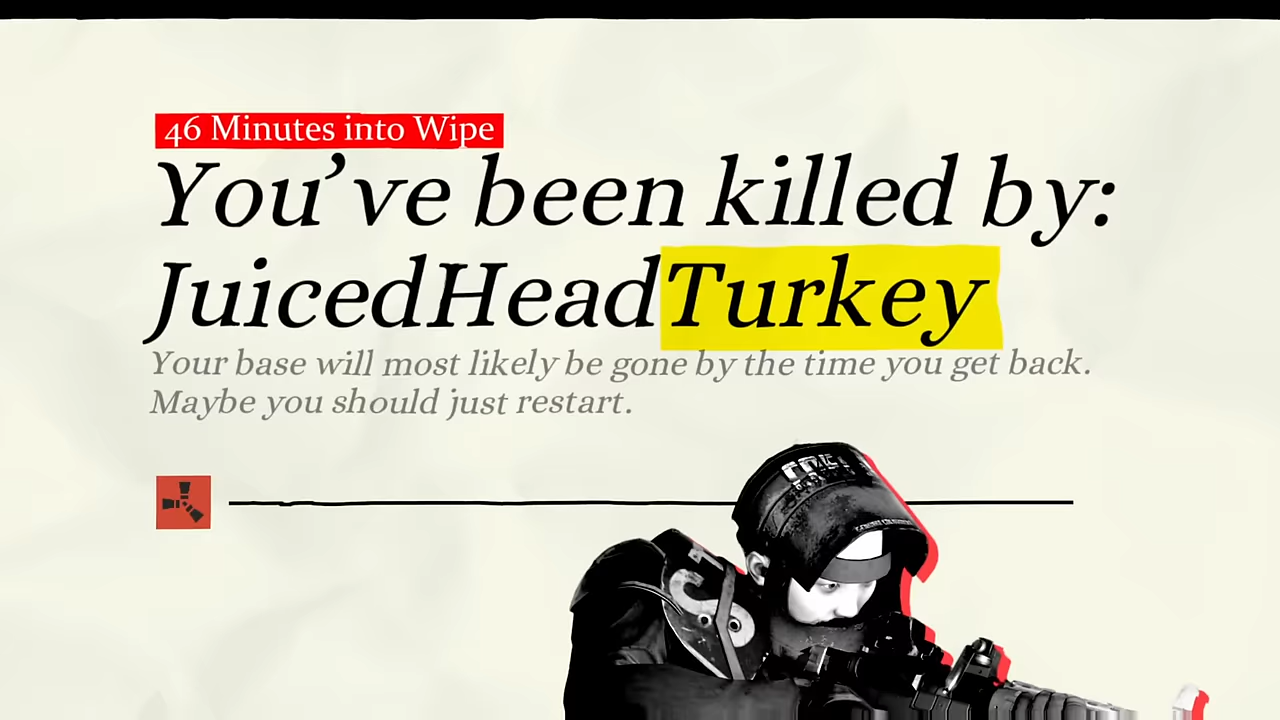 46 Minutes into Wipe
You’ve been killed by:
JuicedHeadTurkey
Your base will most likely be gone by the time you get back.
Maybe you should just restart.